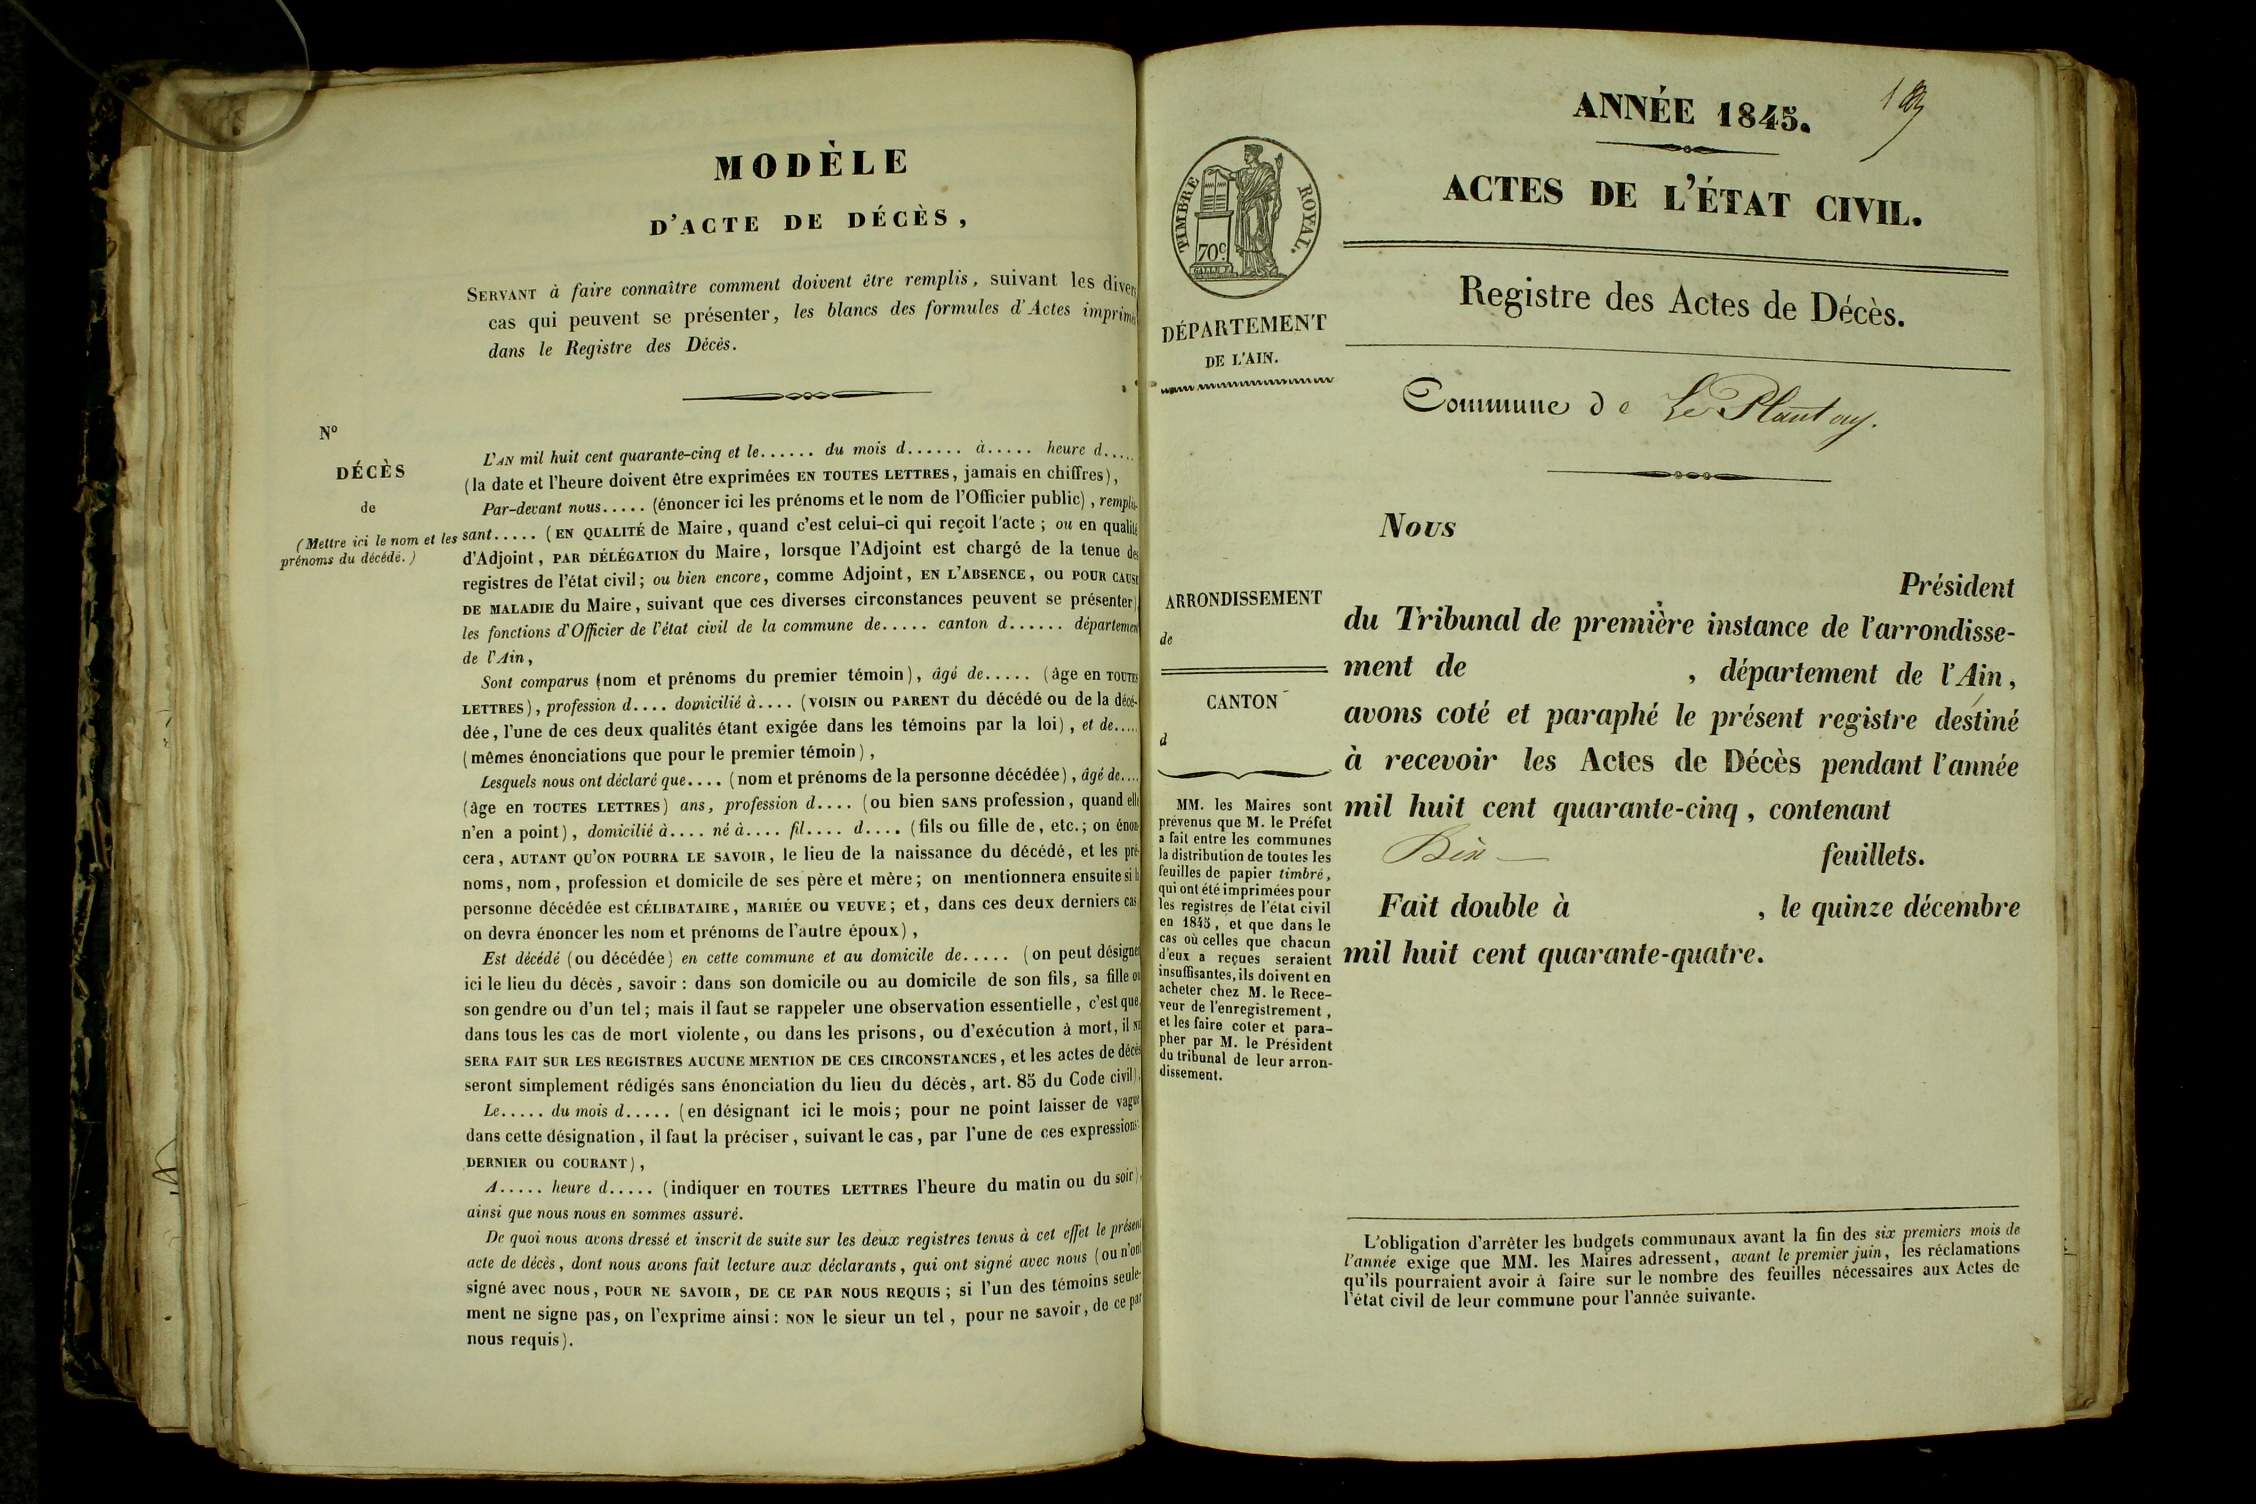 MODÈLE
D'ACTE DE DÉCÈS,
SERVANT à faire connaître comment doivent être remplis, suivant les divers
cas qui peuvent se présenter, les blancs des formules d'Actes imprimés
dans le Registre des Décès.
N°
DÉCÈS
de
(Mettre ici le nom et les
prénoms du décédé.)
L'AN mil huit cent quarante-cinq et le...... du mois d...... à..... heure d.....
(la date et l'heure doivent être exprimées EN TOUTES LETTRES, jamais en chiffres),
Par-devant nous..... (énoncer ici les prénoms et le nom de l'Officier public), remplis-
sant..... (EN QUALITÉ de Maire, quand c'est celui-ci qui reçoit l'acte; ou en qualité
d'Adjoint, PAR DÉLÉGATION du Maire, lorsque l'Adjoint est chargé de la tenue des
registres de l'état civil; ou bien encore, comme Adjoint, EN L'ABSENCE, OU POUR CAUSE
DE MALADIE du Maire, suivant que ces diverses circonstances peuvent se présenter)
les fonctions d'Officier de l'état civil de la commune de..... canton d...... département
de l'Ain,
Sont comparus (nom et prénoms du premier témoin), âgé de..... (âge en TOUTES
LETTRES), profession d.... domicilié à.... (VOISIN OU PARENT du décédé ou de la décé-
dée, l'une de ces deux qualités étant exigée dans les témoins par la loi), et de.....
(mêmes énonciations que pour le premier témoin),
Lesquels nous ont déclaré que.... (nom et prénoms de la personne décédée), âgé de....
(âge en TOUTES LETTRES) ans, profession d.... (ou bien SANS profession, quand elle
n'en a point), domicilié à.... né à.... fil.... d.... (fils ou fille de, etc.; on énon-
cera, AUTANT QU'ON POURRA LE SAVOIR, le lieu de la naissance du décédé, et les pré-
noms, nom, profession et domicile de ses père et mère; on mentionnera ensuite si la
personne décédée est CÉLIBATAIRE, MARIÉE OU VEUVE; et, dans ces deux derniers cas
on devra énoncer les nom et prénoms de l'autre époux),
Est décédé (ou décédée) en cette commune et au domicile de..... (on peut désigner
ici le lieu du décès, savoir: dans son domicile ou au domicile de son fils, sa fille ou
son gendre ou d'un tel; mais il faut se rappeler une observation essentielle, c'est que,
dans tous les cas de mort violente, ou dans les prisons, ou d'exécution à mort, il NE
SERA FAIT SUR LES REGISTRES AUCUNE MENTION DE CES CIRCONSTANCES, et les actes de décès
seront simplement rédigés sans énonciation du lieu du décès, art. 85 du Code civil),
Le..... du mois d..... (en désignant ici le mois; pour ne point laisser de vague
dans cette désignation, il faut la préciser, suivant le cas, par l'une de ces expressions:
DERNIER OU COURANT),
A..... heure d..... (indiquer en TOUTES LETTRES l'heure du matin ou du soir),
ainsi que nous nous en sommes assuré.
De quoi nous avons dressé et inscrit de suite sur les deux registres tenus à cet effet le présent
acte de décès, dont nous avons fait lecture aux déclarants, qui ont signé avec nous (ou n'ont
signé avec nous, POUR NE SAVOIR, DE CE PAR NOUS REQUIS; si l'un des témoins seule-
ment ne signe pas, on l'exprime ainsi: NON le sieur un tel, pour ne savoir, de ce par
nous requis).
ANNÉE 1845.
ACTES DE L'ÉTAT CIVIL.
TIMBRE ROYAL.
70c.
DÉPARTEMENT
DE L'AIN.
Registre des Actes de Décès.
Commune de Le Plantay.
ARRONDISSEMENT
de
CANTON
d
MM. les Maires sont
prévenus que M. le Préfet
a fait entre les communes
la distribution de toutes les
feuilles de papier timbré,
qui ont été imprimées pour
les registres de l'état civil
en 1845, et que dans le
cas où celles que chacun
d'eux a reçues seraient
insuffisantes, ils doivent en
acheter chez M. le Rece-
veur de l'enregistrement,
et les faire coter et para-
pher par M. le Président
du tribunal de leur arron-
dissement.
Nous
Président
du Tribunal de première instance de l'arrondisse-
ment de , département de l'Ain,
avons coté et paraphé le présent registre destiné
à recevoir les Actes de Décès pendant l'année
mil huit cent quarante-cinq, contenant
feuillets.
Fait double à , le quinze décembre
mil huit cent quarante-quatre.
L'obligation d'arrêter les budgets communaux avant la fin des six premiers mois de
l'année exige que MM. les Maires adressent, avant le premier juin, les réclamations
qu'ils pourraient avoir à faire sur le nombre des feuilles nécessaires aux Actes de
l'état civil de leur commune pour l'année suivante.